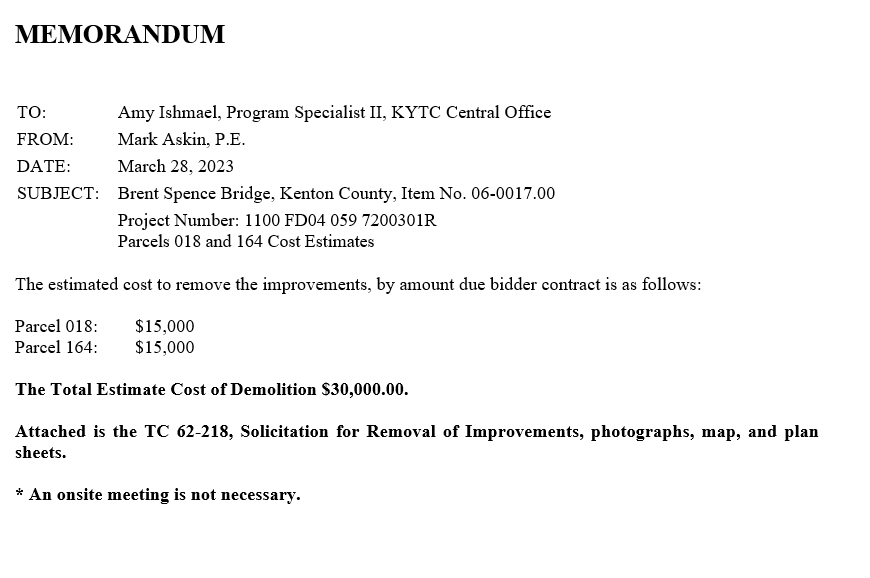 MEMORANDUM
TO: Amy Ishmael, Program Specialist II, KYTC Central Office
FROM: Mark Askin, P.E.
DATE: March 28, 2023
SUBJECT: Brent Spence Bridge, Kenton County, Item No. 06-0017.00
Project Number: 1100 FD04 059 7200301R
Parcels 018 and 164 Cost Estimates
The estimated cost to remove the improvements, by amount due bidder contract is as follows:
Parcel 018: $15,000
Parcel 164: $15,000
The Total Estimate Cost of Demolition $30,000.00.
Attached is the TC 62-218, Solicitation for Removal of Improvements, photographs, map, and plan
sheets.
* An onsite meeting is not necessary.